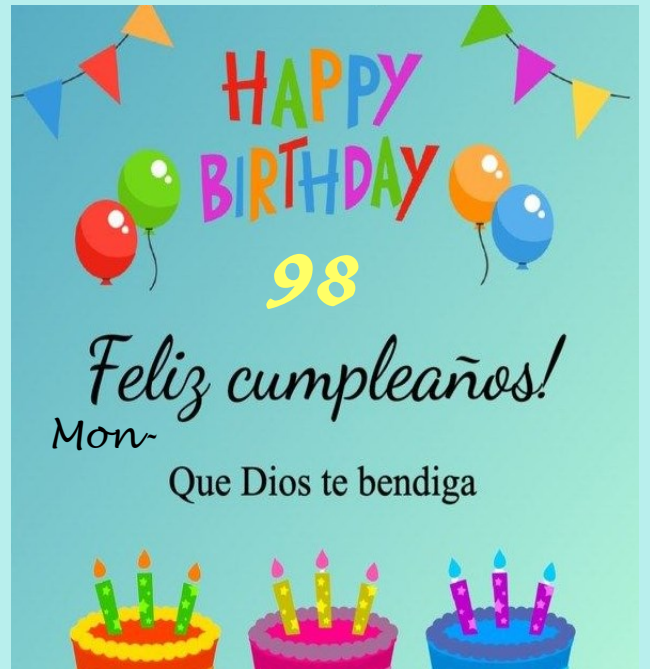 HAPPY
BIRTHDAY
98
Feliz cumpleaños!
Mon-
Que Dios te bendiga